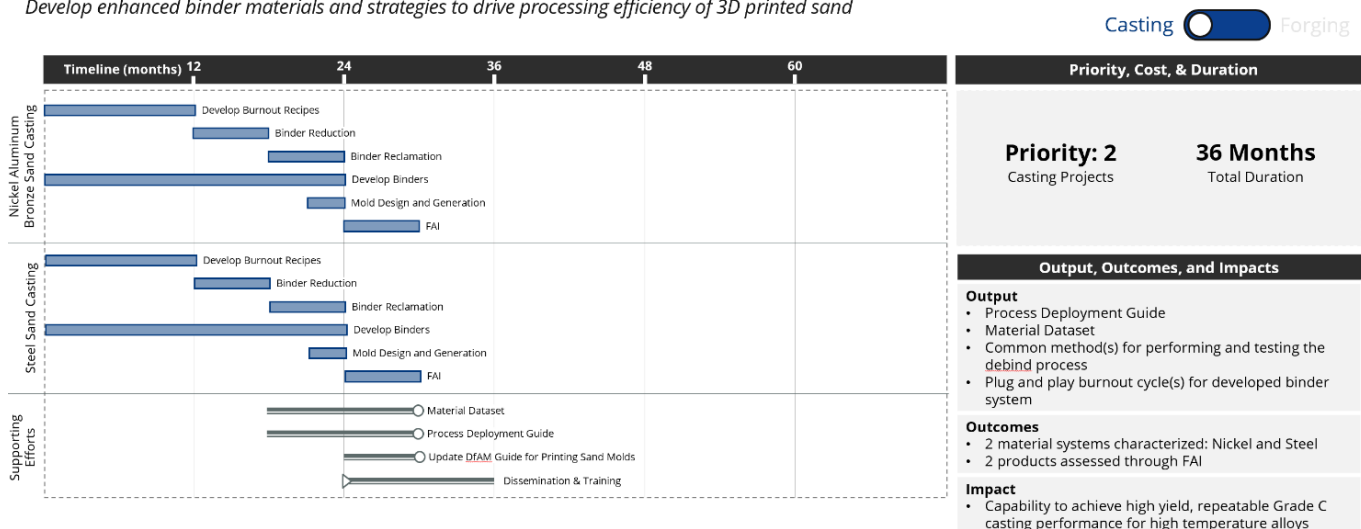 Develop enhanced binder materials and strategies to drive processing efficiency of 3D printed sand
Casting
Forging
Timeline (months)
12
24
36
48
60
Nickel Aluminum
Bronze Sand Casting
Develop Burnout Recipes
Binder Reduction
Binder Reclamation
Develop Binders
Mold Design and Generation
FAI
Steel Sand Casting
Develop Burnout Recipes
Binder Reduction
Binder Reclamation
Develop Binders
Mold Design and Generation
FAI
Supporting
Efforts
Material Dataset
Process Deployment Guide
Update DfAM Guide for Printing Sand Molds
Dissemination & Training
Priority, Cost, & Duration
Priority: 2
Casting Projects
36 Months
Total Duration
Output, Outcomes, and Impacts
Output
• Process Deployment Guide
• Material Dataset
• Common method(s) for performing and testing the
debind process
• Plug and play burnout cycle(s) for developed binder
system
Outcomes
• 2 material systems characterized: Nickel and Steel
• 2 products assessed through FAI
Impact
• Capability to achieve high yield, repeatable Grade C
casting performance for high temperature alloys